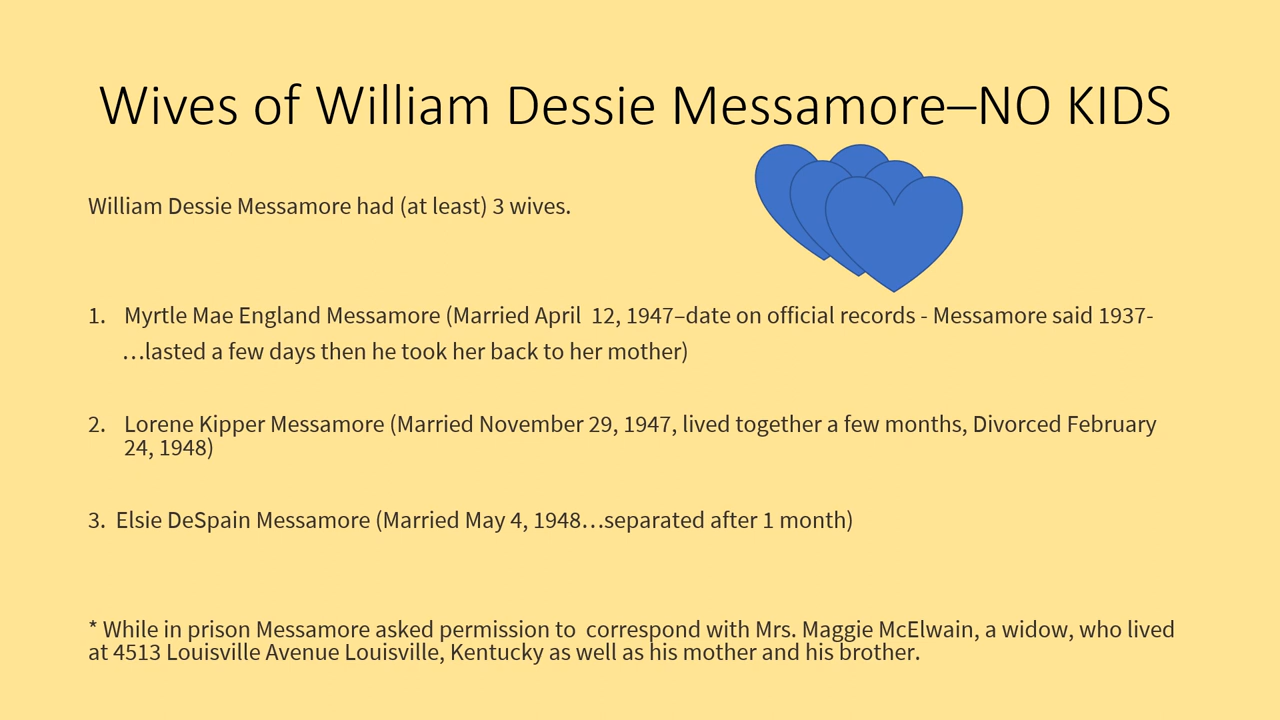 Wives of William Dessie Messamore–NO KIDS
William Dessie Messamore had (at least) 3 wives.
1. Myrtle Mae England Messamore (Married April  12, 1947–date on official records - Messamore said 1937-
…lasted a few days then he took her back to her mother)
2. Lorene Kipper Messamore (Married November 29, 1947, lived together a few months, Divorced February
24, 1948)
3. Elsie DeSpain Messamore (Married May 4, 1948…separated after 1 month)
* While in prison Messamore asked permission to  correspond with Mrs. Maggie McElwain, a widow, who lived
at 4513 Louisville Avenue Louisville, Kentucky as well as his mother and his brother.